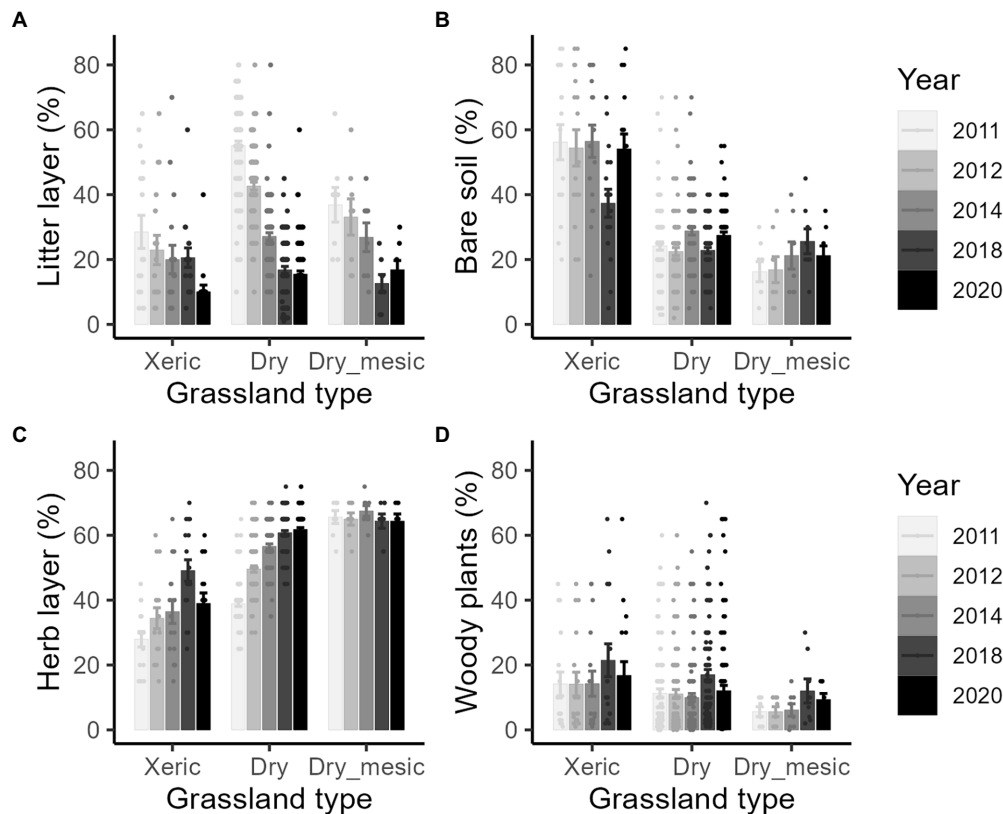 A
Litter layer (%)
80
60
40
20
0
Xeric Dry Dry_mesic
Grassland type
B
Bare soil (%)
80
60
40
20
0
Xeric Dry Dry_mesic
Grassland type
Year
2011
2012
2014
2018
2020
C
Herb layer (%)
80
60
40
20
0
Xeric Dry Dry_mesic
Grassland type
D
Woody plants (%)
80
60
40
20
0
Xeric Dry Dry_mesic
Grassland type
Year
2011
2012
2014
2018
2020